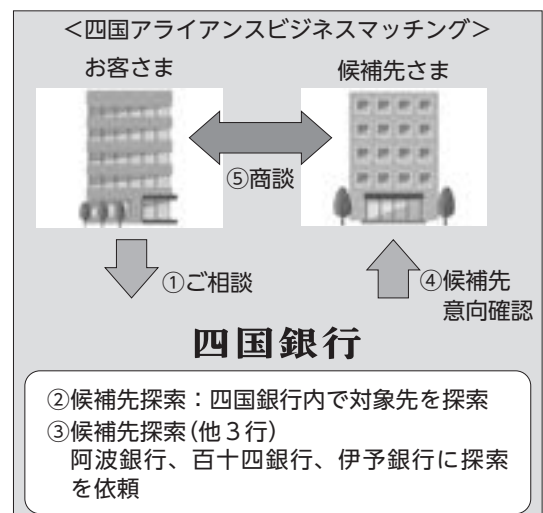 <四国アライアンスビジネスマッチング>
お客さま
候補先さま
⑤商談
①ご相談
④候補先
意向確認
四国銀行
②候補先探索：四国銀行内で対象先を探索
③候補先探索(他３行)
阿波銀行、百十四銀行、伊予銀行に探索
を依頼